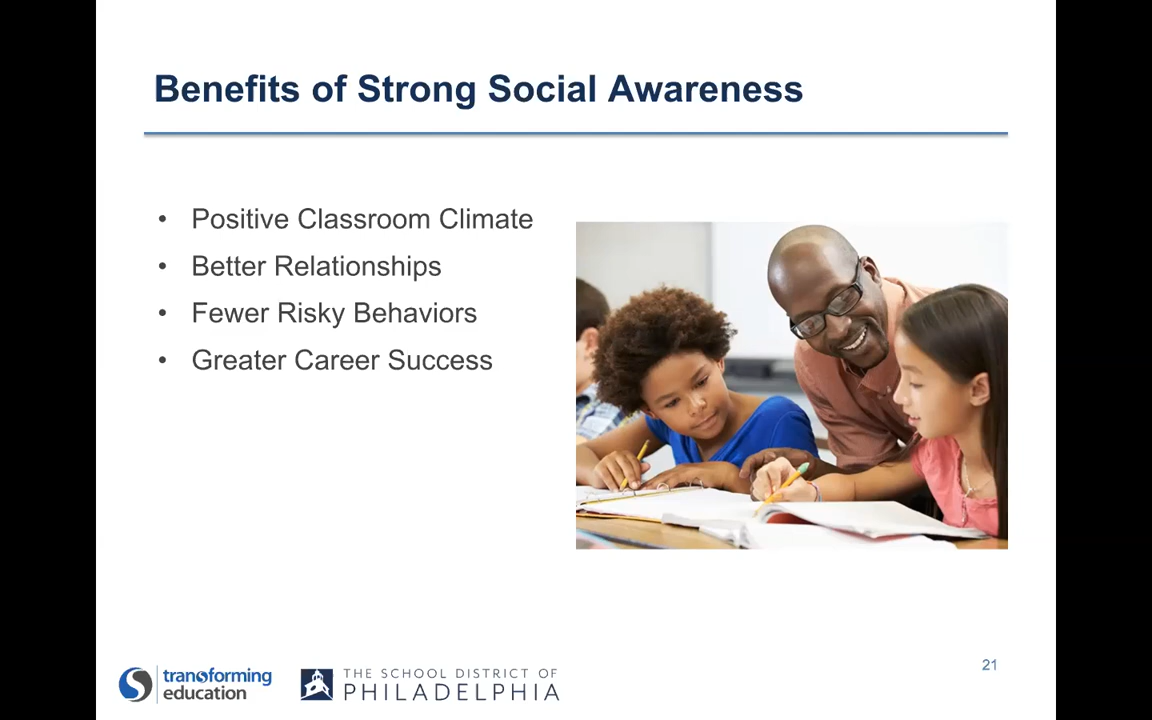 Benefits of Strong Social Awareness
• Positive Classroom Climate
• Better Relationships
• Fewer Risky Behaviors
• Greater Career Success
21
transforming
education
THE SCHOOL DISTRICT OF
PHILADELPHIA